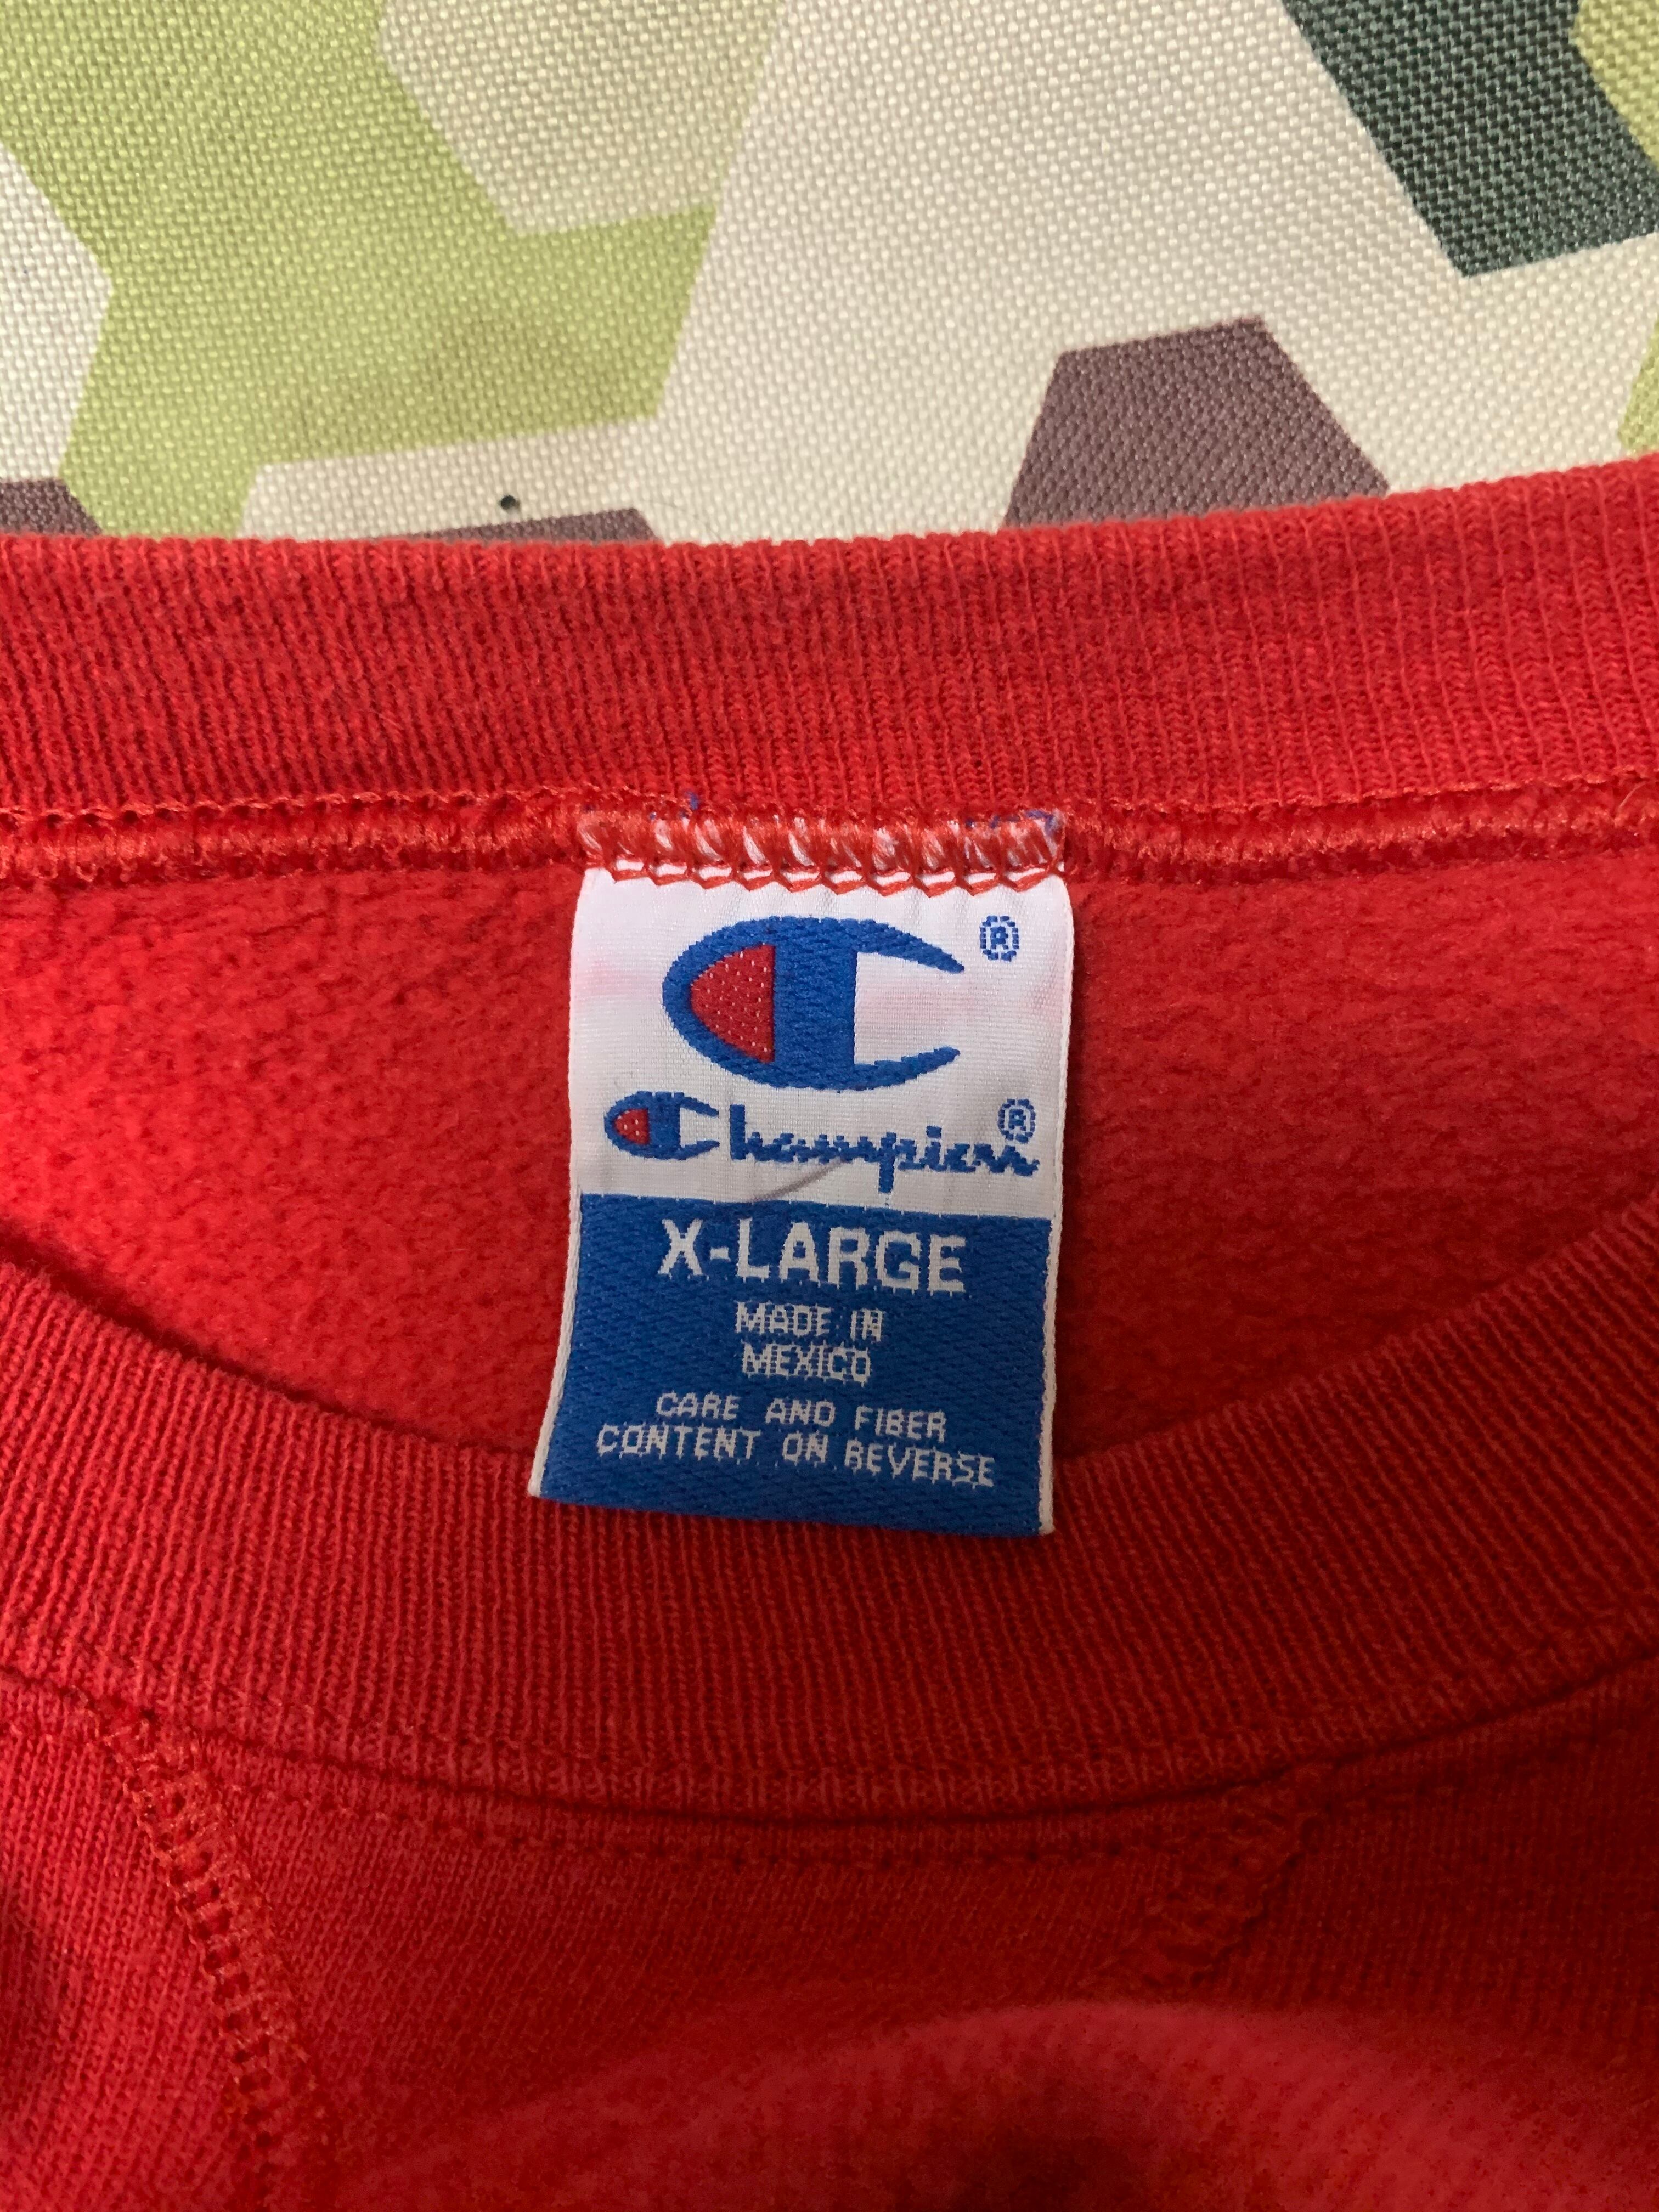 ®
Champion®
X-LARGE
MADE IN
MEXICO
CARE AND FIBER
CONTENT ON REVERSE